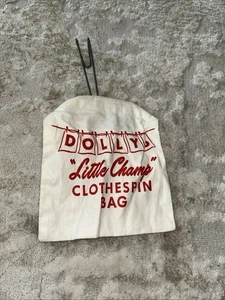 DOLLY'S
"Little Champ"
CLOTHESPIN
BAG